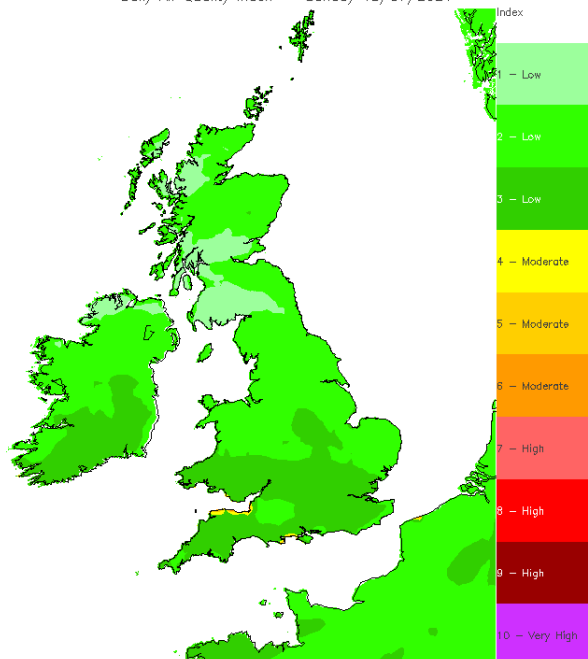 Index
1 - Low
2 - Low
3 - Low
4 - Moderate
5 - Moderate
6 - Moderate
7 - High
8 - High
9 - High
10 - Very High